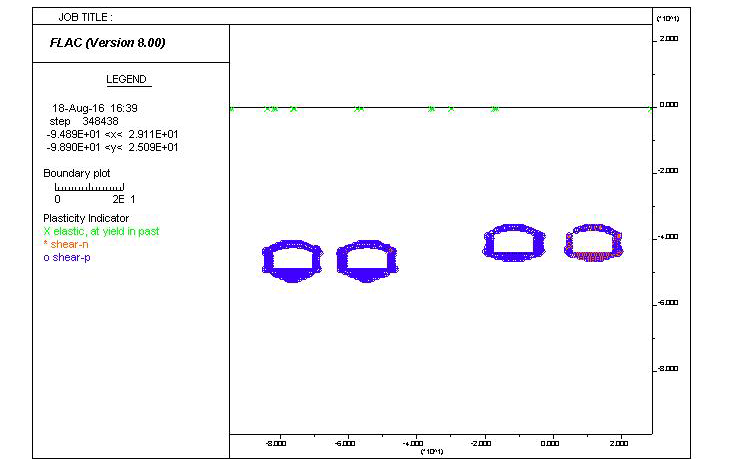 JOB TITLE :
FLAC (Version 8.00)
LEGEND
18-Aug-16 16:39
step 348438
-9.489E+01 <x< 2.911E+01
-9.890E+01 <y< 2.509E+01
Boundary plot
0 2E 1
Plasticity Indicator
X elastic, at yield in past
* shear-n
o shear-p
(*10^1)
2.000
0.000
-2.000
-4.000
-6.000
-8.000
-8.000 -6.000 -4.000 -2.000 0.000 2.000
(*10^1)